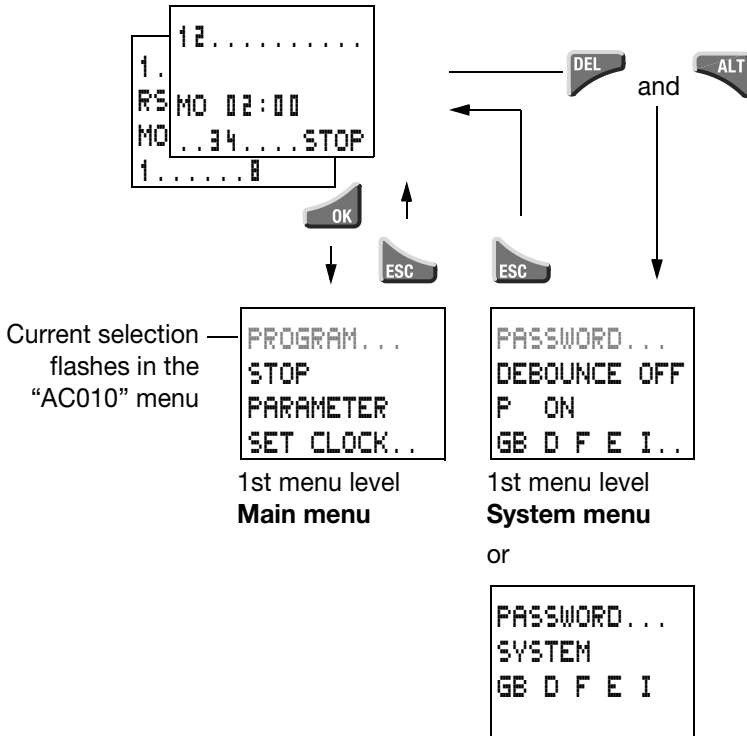 12..........
MO 02:00
..34....STOP
1.
RS
MO
1......8
DEL
and
ALT
OK
ESC
ESC
Current selection
flashes in the
“AC010” menu
PROGRAM...
STOP
PARAMETER
SET CLOCK..
1st menu level
Main menu
PASSWORD...
DEBOUNCE OFF
P  ON
GB D F E I..
1st menu level
System menu
or
PASSWORD...
SYSTEM
GB D F E I